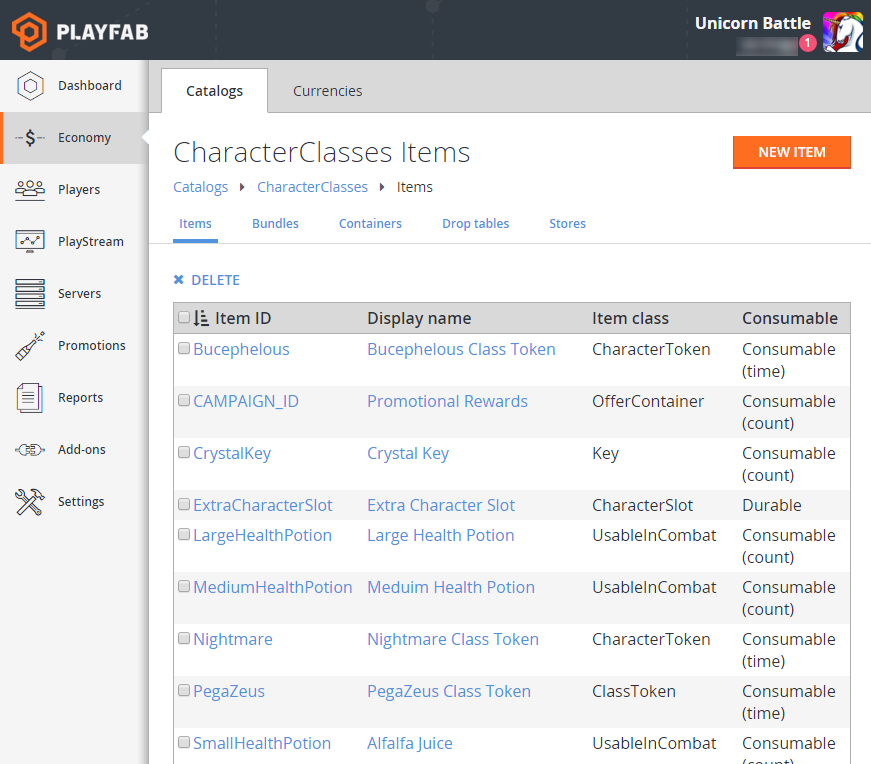 PLAYFAB
Unicorn Battle
1
Dashboard
Economy
Players
PlayStream
Servers
Promotions
Reports
Add-ons
Settings
Catalogs
Currencies
CharacterClasses Items
NEW ITEM
Catalogs CharacterClasses Items
Items Bundles Containers Drop tables Stores
DELETE
Item ID Display name Item class Consumable
Bucephelous Bucephelous Class Token CharacterToken Consumable
(time)
CAMPAIGN_ID Promotional Rewards OfferContainer Consumable
(count)
CrystalKey Crystal Key Key Consumable
(count)
ExtraCharacterSlot Extra Character Slot CharacterSlot Durable
LargeHealthPotion Large Health Potion UsableInCombat Consumable
(count)
MediumHealthPotion Meduim Health Potion UsableInCombat Consumable
(count)
Nightmare Nightmare Class Token CharacterToken Consumable
(time)
PegaZeus PegaZeus Class Token ClassToken Consumable
(time)
SmallHealthPotion Alfalfa Juice UsableInCombat Consumable
(count)